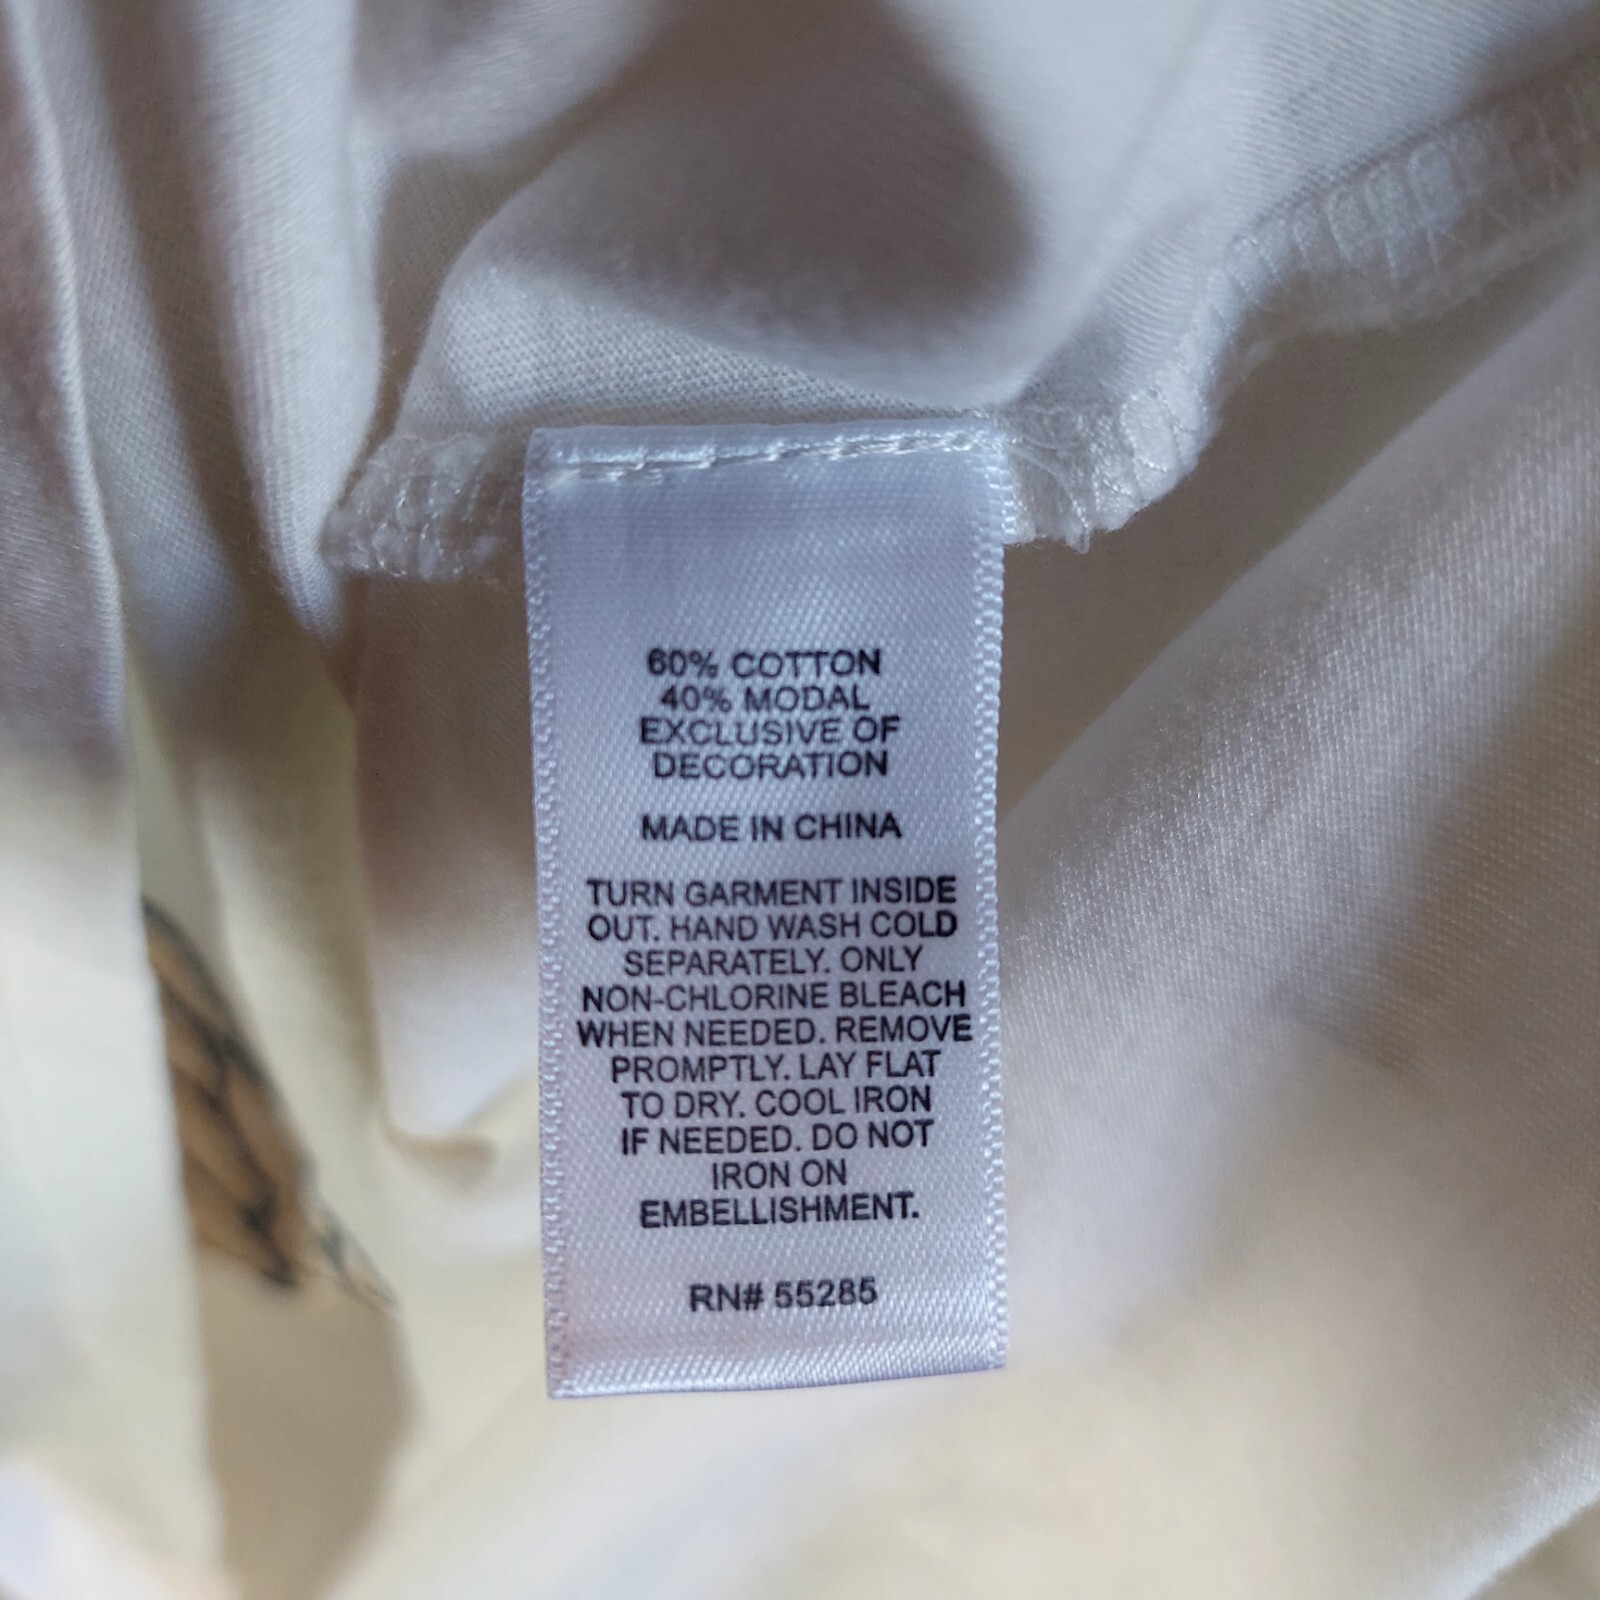 60% COTTON
40% MODAL
EXCLUSIVE OF
DECORATION
MADE IN CHINA
TURN GARMENT INSIDE
OUT. HAND WASH COLD
SEPARATELY. ONLY
NON-CHLORINE BLEACH
WHEN NEEDED. REMOVE
PROMPTLY. LAY FLAT
TO DRY. COOL IRON
IF NEEDED. DO NOT
IRON ON
EMBELLISHMENT.
RN# 55285